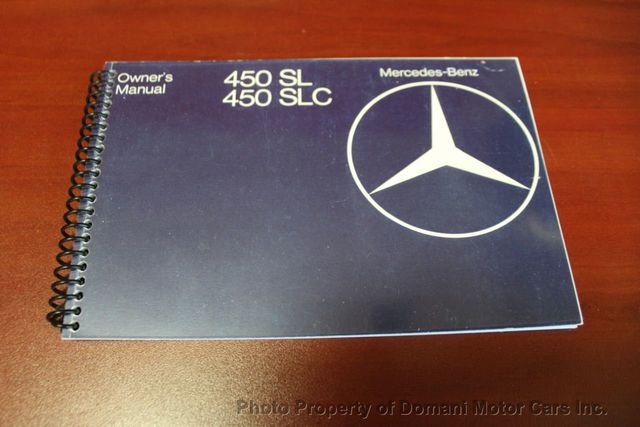 Owner's
Manual
450 SL
450 SLC
Mercedes-Benz
Photo Property of Domani Motor Cars Inc.